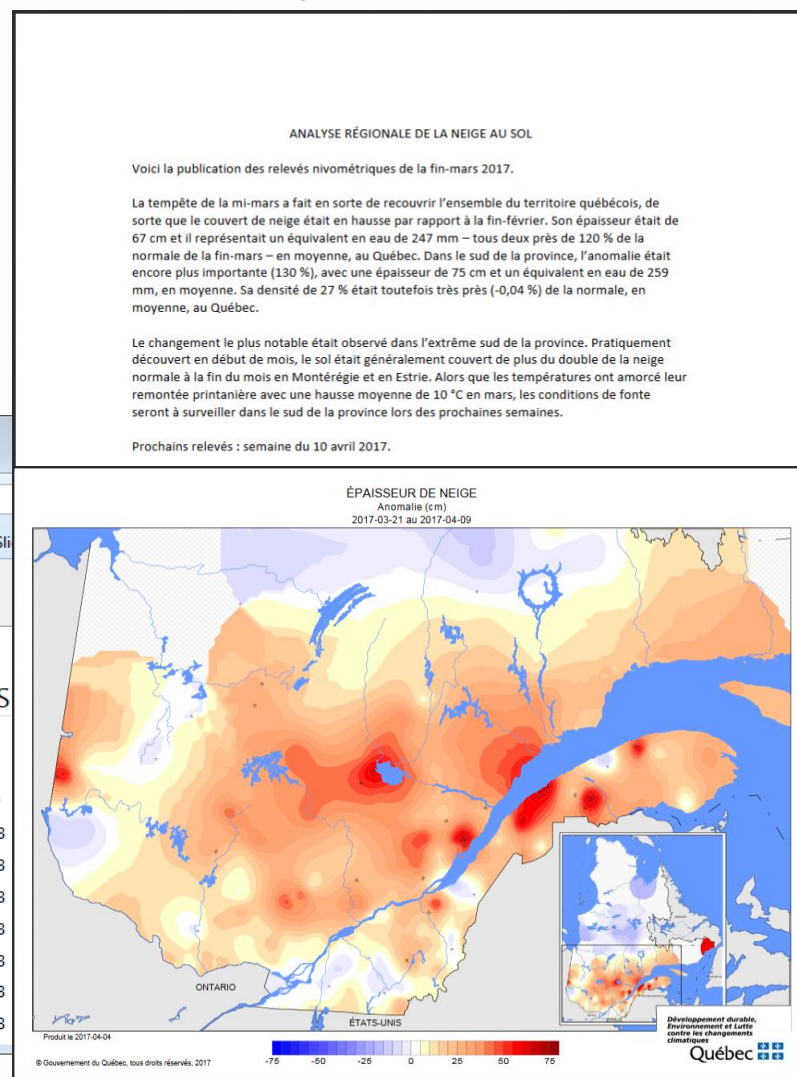 ANALYSE RÉGIONALE DE LA NEIGE AU SOL
Voici la publication des relevés nivométriques de la fin-mars 2017.
La tempête de la mi-mars a fait en sorte de recouvrir l’ensemble du territoire québécois, de
sorte que le couvert de neige était en hausse par rapport à la fin-février. Son épaisseur était de
67 cm et il représentait un équivalent en eau de 247 mm – tous deux près de 120 % de la
normale de la fin-mars – en moyenne, au Québec. Dans le sud de la province, l’anomalie était
encore plus importante (130 %), avec une épaisseur de 75 cm et un équivalent en eau de 259
mm, en moyenne. Sa densité de 27 % était toutefois très près (-0,04 %) de la normale, en
moyenne, au Québec.
Le changement le plus notable était observé dans l’extrême sud de la province. Pratiquement
découvert en début de mois, le sol était généralement couvert de plus du double de la neige
normale à la fin du mois en Montérégie et en Estrie. Alors que les températures ont amorcé leur
remontée printanière avec une hausse moyenne de 10 °C en mars, les conditions de fonte
seront à surveiller dans le sud de la province lors des prochaines semaines.
Prochains relevés : semaine du 10 avril 2017.
Sli
S
3
3
3
3
3
3
3
ÉPAISSEUR DE NEIGE
Anomalie (cm)
2017-03-21 au 2017-04-09
ONTARIO
ÉTATS-UNIS
Produit le 2017-04-04
© Gouvernement du Québec, tous droits réservés, 2017
-75 -50 -25 0 25 50 75
Développement durable,
Environnement et Lutte
contre les changements
climatiques
Québec